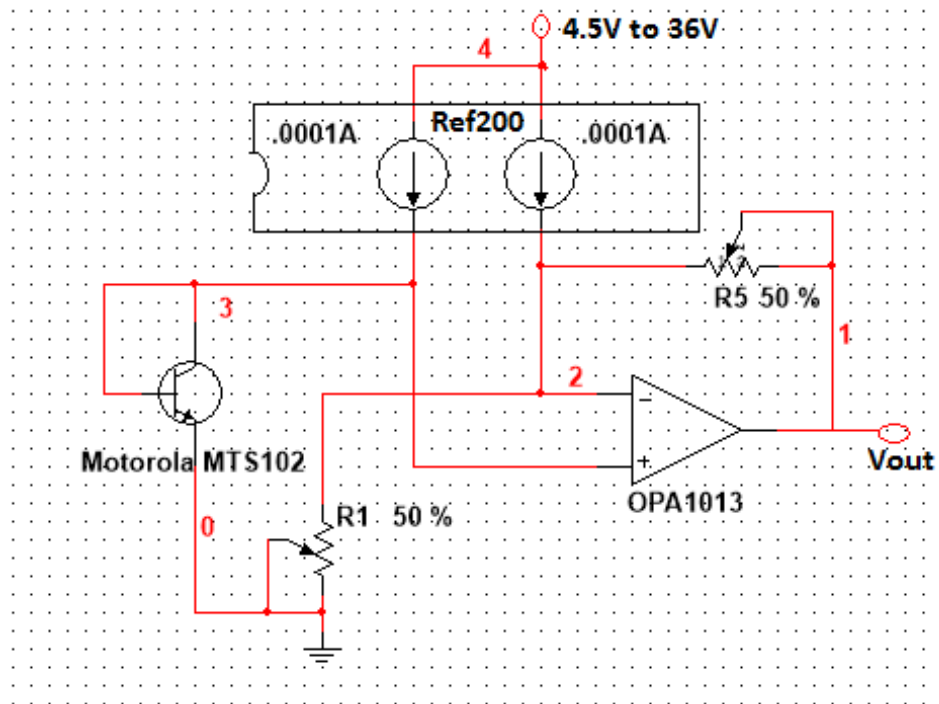 4.5V to 36V
4
.0001A
Ref200
.0001A
R5 50 %
3
1
2
Motorola MTS102
Vout
OPA1013
R1 50 %
0